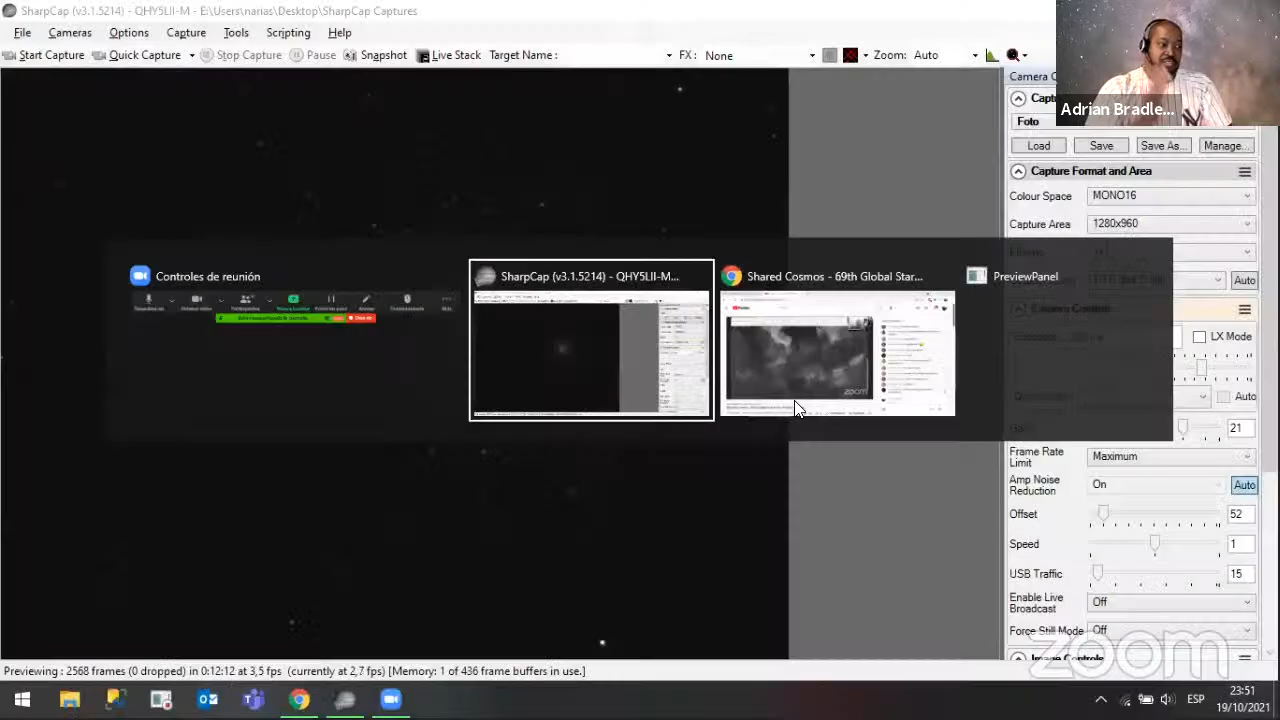 SharpCap (v3.1.5214) - QHY5LII-M - E:\Users\narias\Desktop\SharpCap Captures
File Cameras Options Capture Tools Scripting Help
Start Capture Quick Capture Stop Capture Pause Snapshot Live Stack Target Name : FX: None Zoom: Auto
Adrian Bradle...
Foto
Load Save Save As... Manage...
Capture Format and Area
Colour Space MONO16
Capture Area 1280x960
Controles de reunión
SharpCap (v3.1.5214) - QHY5LII-M...
Shared Cosmos - 69th Global Star...
PreviewPanel
Auto
LX Mode
Auto
21
Frame Rate Limit Maximum
Amp Noise Reduction On Auto
Offset 52
Speed 1
USB Traffic 15
Enable Live Broadcast Off
Force Still Mode Off
zoom
Image Controls
Previewing : 2568 frames (0 dropped) in 0:12:12 at 3.5 fps
1 of 436 frame buffers in use.]
ESP
23:51
19/10/2021